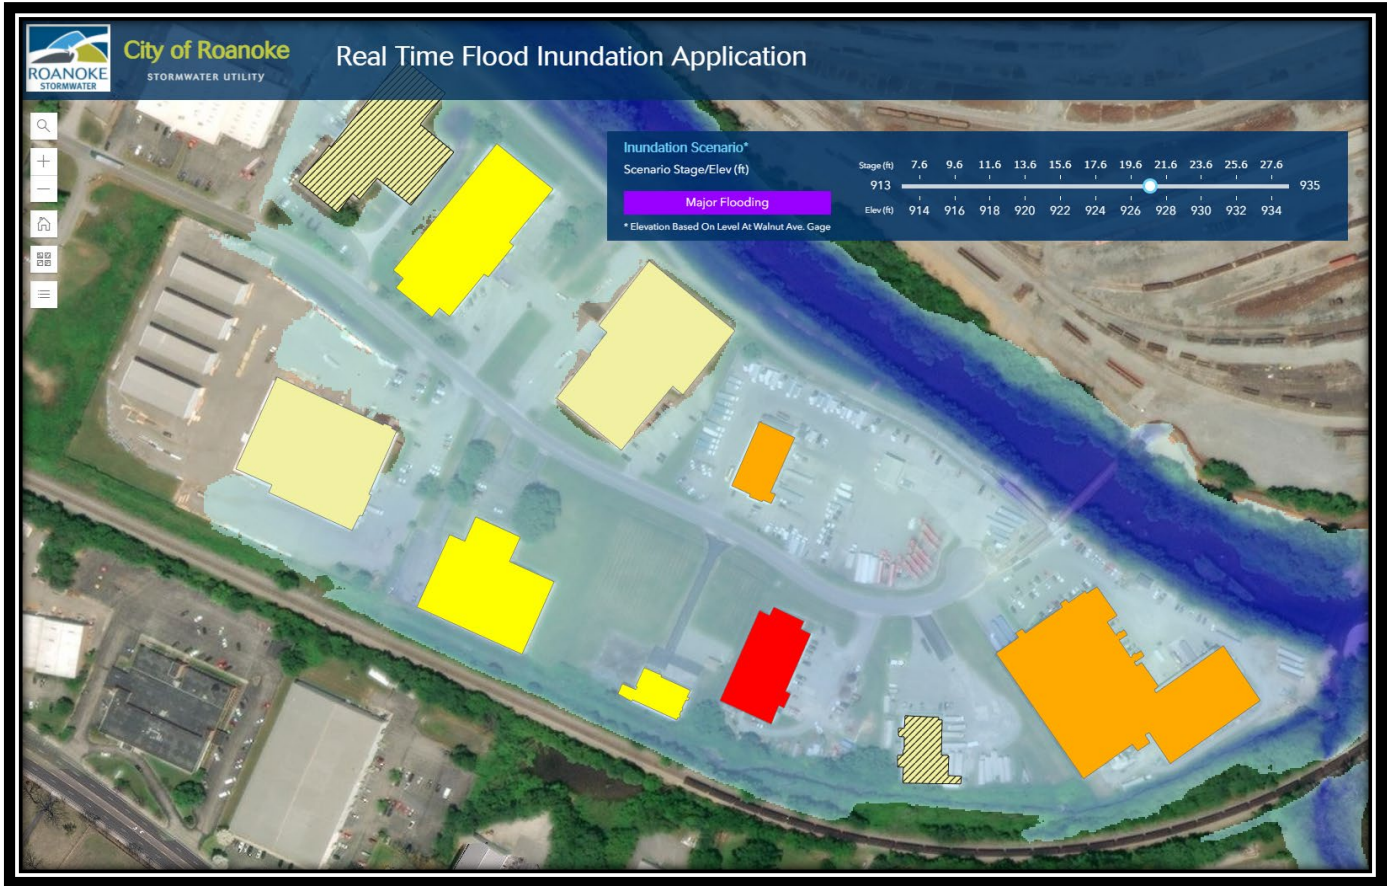 ROANOKE
STORMWATER
City of Roanoke
STORMWATER UTILITY
Real Time Flood Inundation Application
Inundation Scenario*
Scenario Stage/Elev (ft)
Major Flooding
* Elevation Based On Level At Walnut Ave. Gage
Stage (ft) 7.6 9.6 11.6 13.6 15.6 17.6 19.6 21.6 23.6 25.6 27.6
913 935
Elev (ft) 914 916 918 920 922 924 926 928 930 932 934